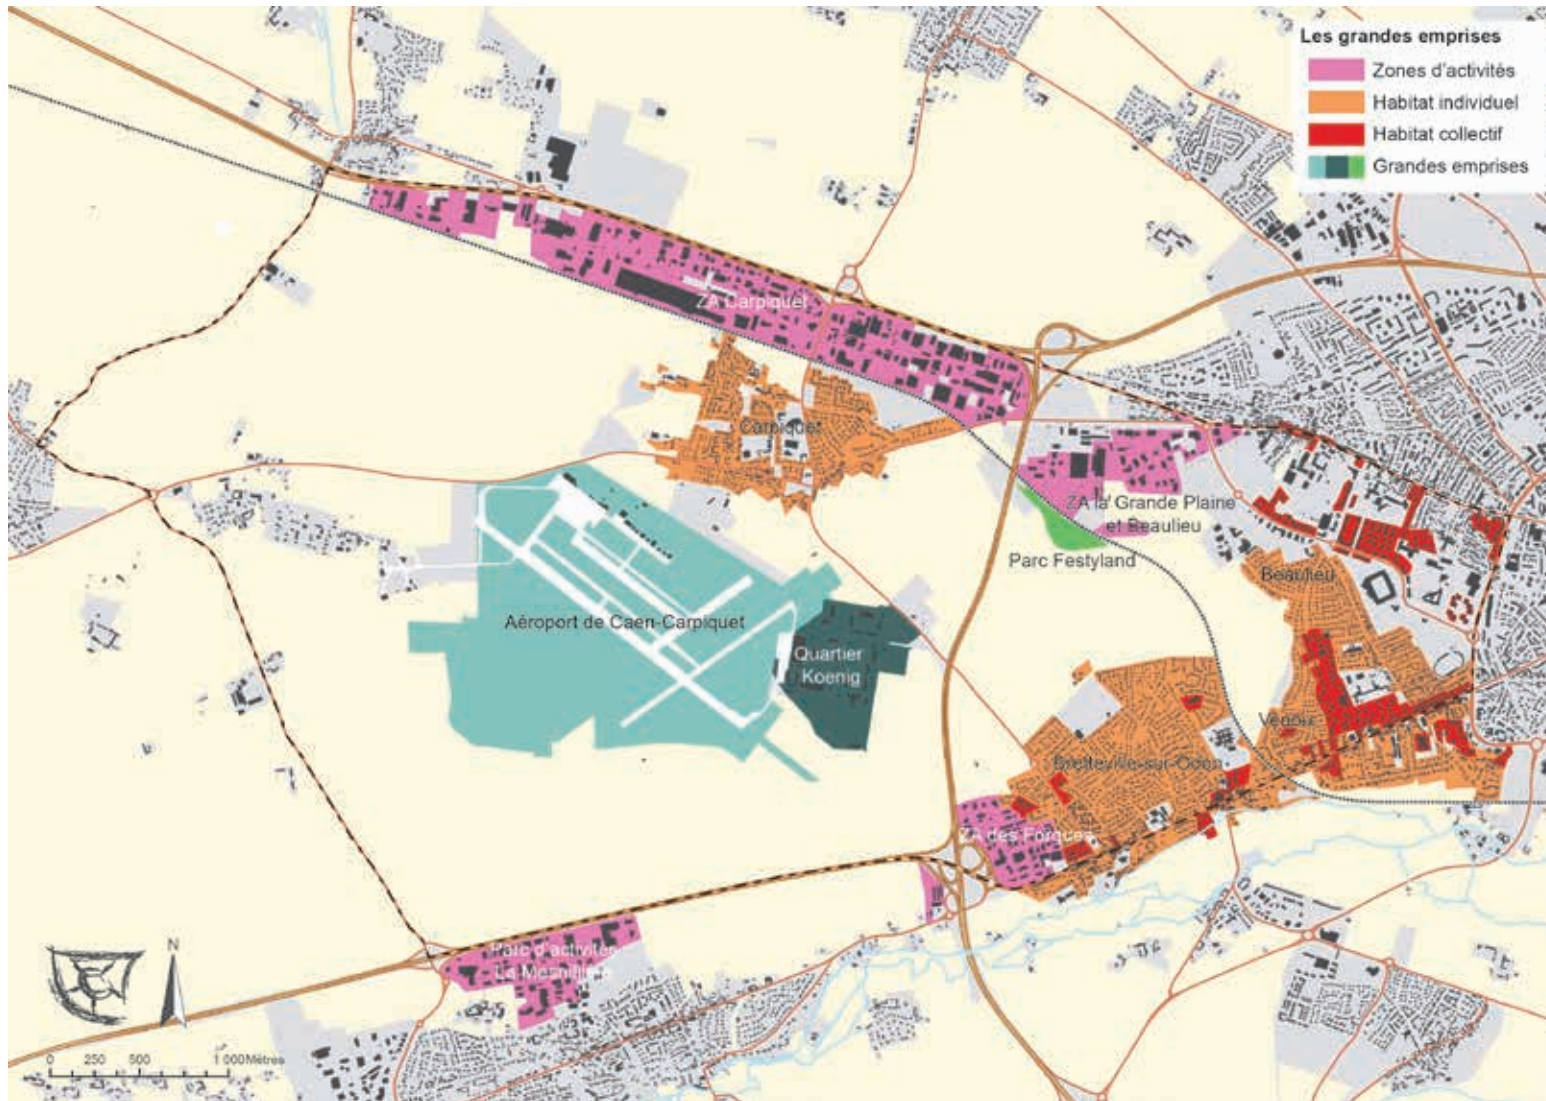 Les grandes emprises
Zones d'activités
Habitat individuel
Habitat collectif
Grandes emprises
ZA Carpiquet
Carpiquet
ZA la Grande Plaine
et Beaulieu
Parc Festyland
Beaulieu
Aéroport de Caen-Carpiquet
Quartier
Koenig
Venoix
Bretteville-sur-Odon
ZA des Forques
Parc d'activités
La Mesnillière
N
0 250 500 1 000 Mètres